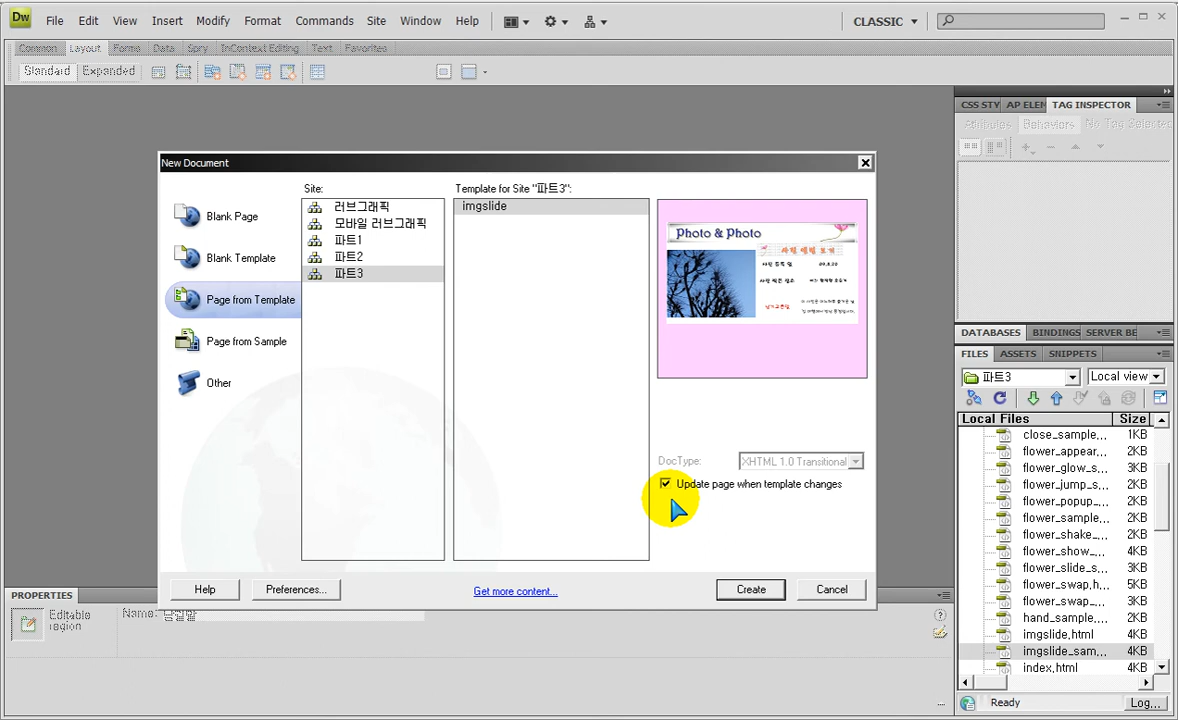 Dw File Edit View Insert Modify Format Commands Site Window Help CLASSIC
Common Layout Forms Data Spry InContext Editing Text Favorites
Standard Expanded
CSS STY AP ELEM TAG INSPECTOR
Attributes Behaviors No Tag Selected
New Document
Site:
Template for Site "파트3":
Blank Page
Blank Template
Page from Template
Page from Sample
Other
러브그래픽
모바일 러브그래픽
파트1
파트2
파트3
imgslide
Photo & Photo
DocType: XHTML 1.0 Transitional
Update page when template changes
Help Preferences... Get more content... Create Cancel
DATABASES BINDINGS SERVER BE
FILES ASSETS SNIPPETS
파트3 Local view
Local Files Size
close_sample,,, 1KB
flower_appear,,, 2KB
flower_glow_s,,, 3KB
flower_jump_s,,, 2KB
flower_popup_,,, 2KB
flower_sample,,, 2KB
flower_shake_,,, 2KB
flower_show_,,, 4KB
flower_slide_s,,, 3KB
flower_swap,h,,, 5KB
flower_swap_,,, 3KB
hand_sample,,,, 2KB
imgslide,html 4KB
imgslide_sam,,, 4KB
index,html 4KB
Ready Log...
PROPERTIES
Editable
region
Name: